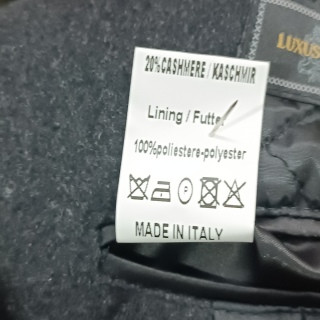 LUXUS
20%CASHMERE/KASCHMIR
Lining / Futter
100%poliestere-polyester
MADE IN ITALY